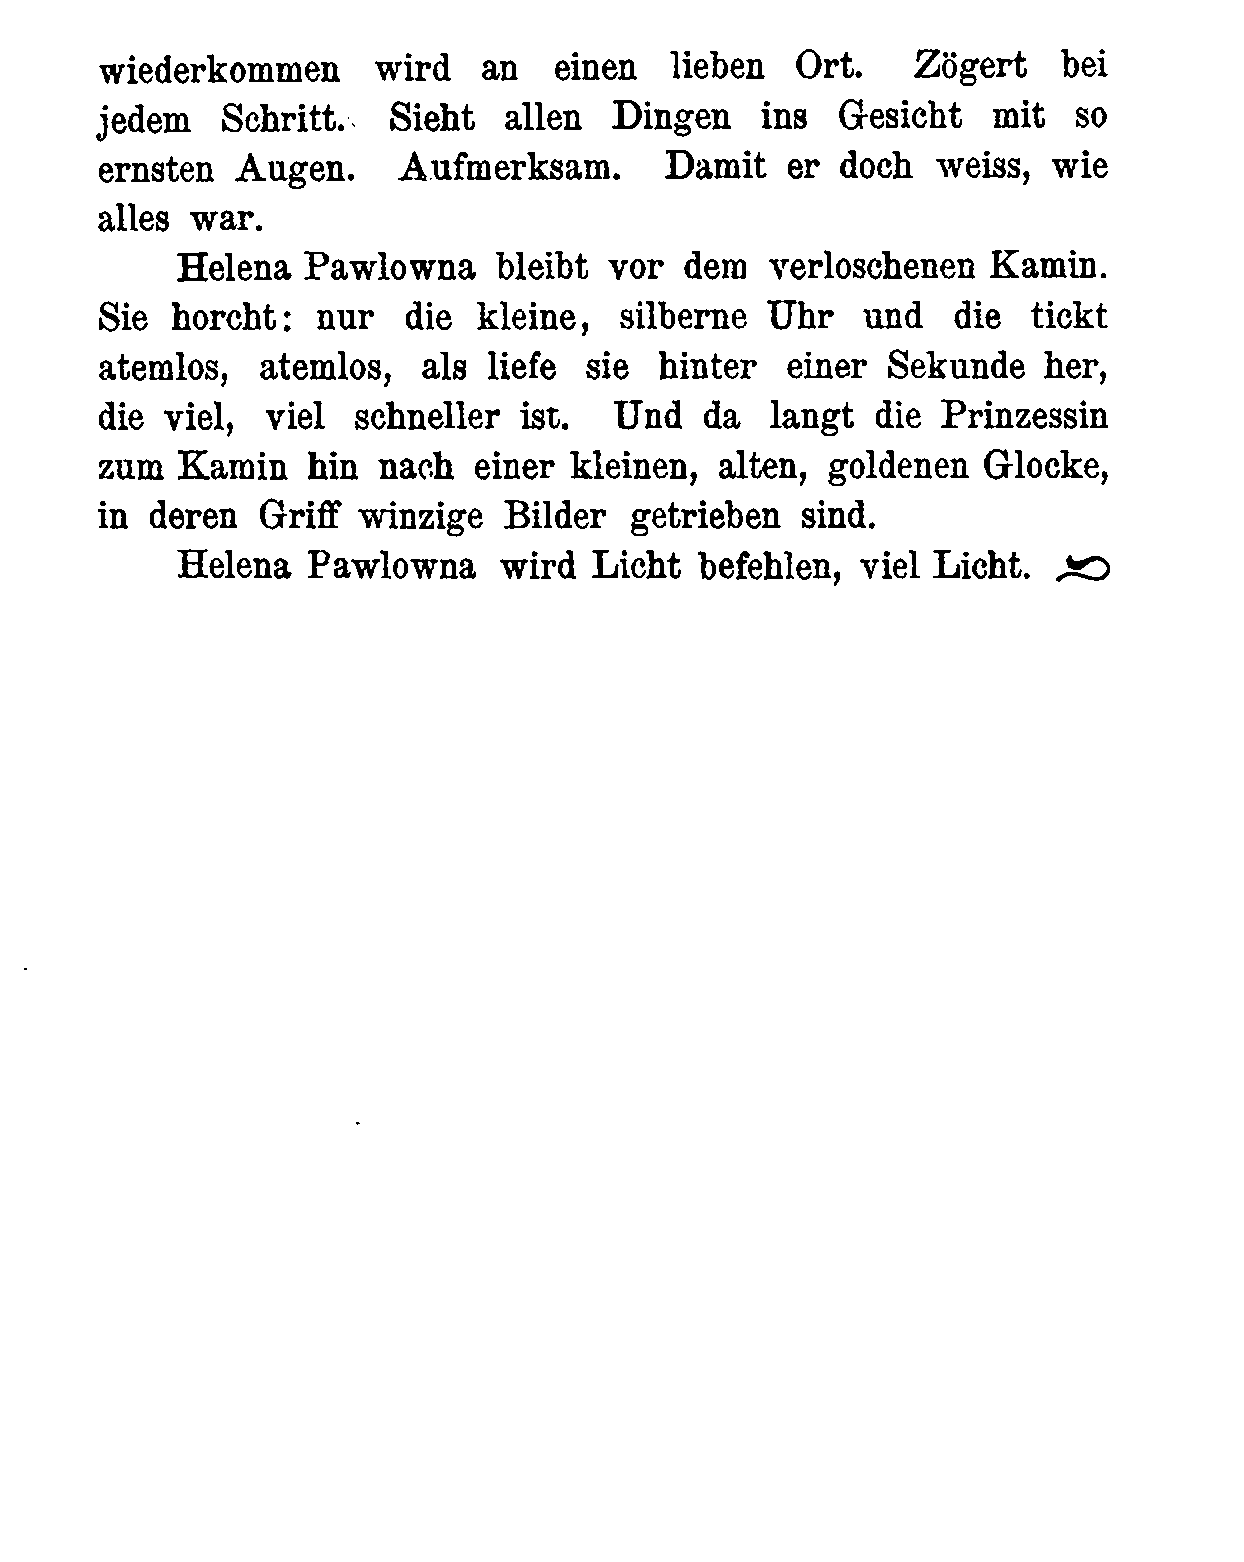 wiederkommen wird an einen lieben Ort. Zögert bei
jedem Schritt. Sieht allen Dingen ins Gesicht mit so
ernsten Augen. Aufmerksam. Damit er doch weiss, wie
alles war.
Helena Pawlowna bleibt vor dem verloschenen Kamin.
Sie horcht: nur die kleine, silberne Uhr und die tickt
atemlos, atemlos, als liefe sie hinter einer Sekunde her,
die viel, viel schneller ist. Und da langt die Prinzessin
zum Kamin hin nach einer kleinen, alten, goldenen Glocke,
in deren Griff winzige Bilder getrieben sind.
Helena Pawlowna wird Licht befehlen, viel Licht.